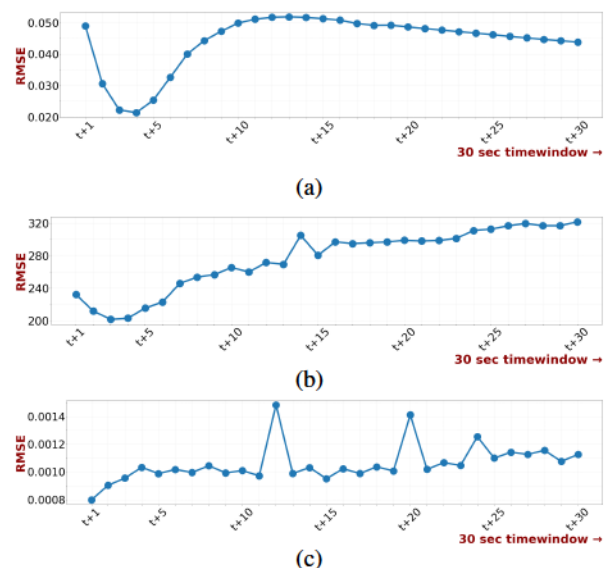 0.050
0.040
0.030
0.020
RMSE
t+1
t+5
t+10
t+15
t+20
t+25
t+30
30 sec timewindow →
(a)
320
280
240
200
RMSE
t+1
t+5
t+10
t+15
t+20
t+25
t+30
30 sec timewindow →
(b)
0.0014
0.0012
0.0010
0.0008
RMSE
t+1
t+5
t+10
t+15
t+20
t+25
t+30
30 sec timewindow →
(c)